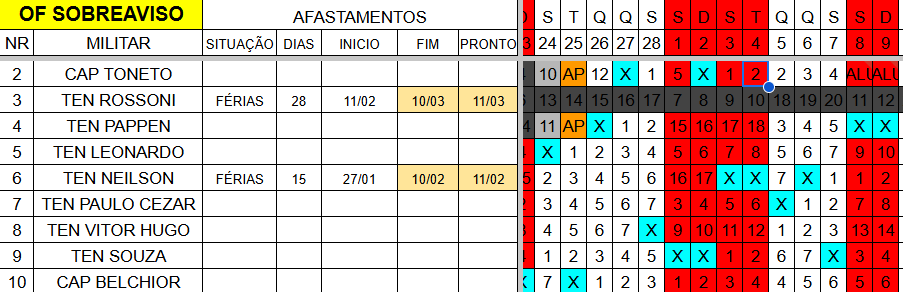 OF SOBREAVISO AFASTAMENTOS S T Q Q S S D S T Q Q S S D
NR MILITAR SITUAÇÃO DIAS INICIO FIM PRONTO 24 25 26 27 28 1 2 3 4 5 6 7 8 9
2 CAP TONETO 10 AP 12 X 1 5 X 1 2 2 3 4 ALU ALU
3 TEN ROSSONI FÉRIAS 28 11/02 10/03 11/03 13 14 15 16 17 7 8 9 10 18 19 20 11 12
4 TEN PAPPEN 11 AP X 1 2 15 16 17 18 3 4 5 X X
5 TEN LEONARDO X 1 2 3 4 5 6 7 8 5 6 7 9 10
6 TEN NEILSON FÉRIAS 15 27/01 10/02 11/02 2 3 4 5 6 16 17 X X 7 X 1 1 2
7 TEN PAULO CEZAR 3 4 5 6 7 3 4 5 6 X 1 2 7 8
8 TEN VITOR HUGO 4 5 6 7 X 9 10 11 12 1 2 3 13 14
9 TEN SOUZA 5 6 7 X 1 X X 1 2 6 7 X 3 4
10 CAP BELCHIOR 7 X 1 2 3 1 2 3 4 4 5 6 5 6